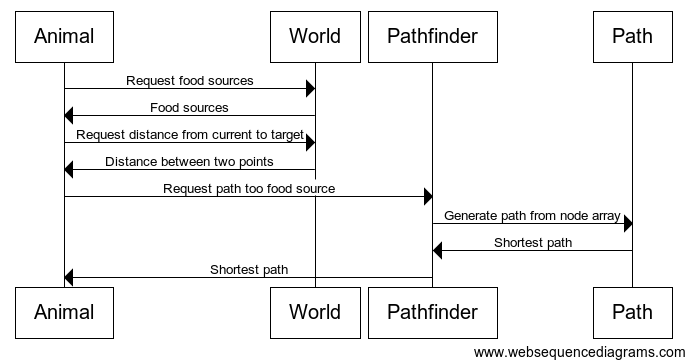 Animal World Pathfinder Path
Request food sources
Food sources
Request distance from current to target
Distance between two points
Request path too food source
Generate path from node array
Shortest path
Shortest path
Animal World Pathfinder Path
www.websequencediagrams.com